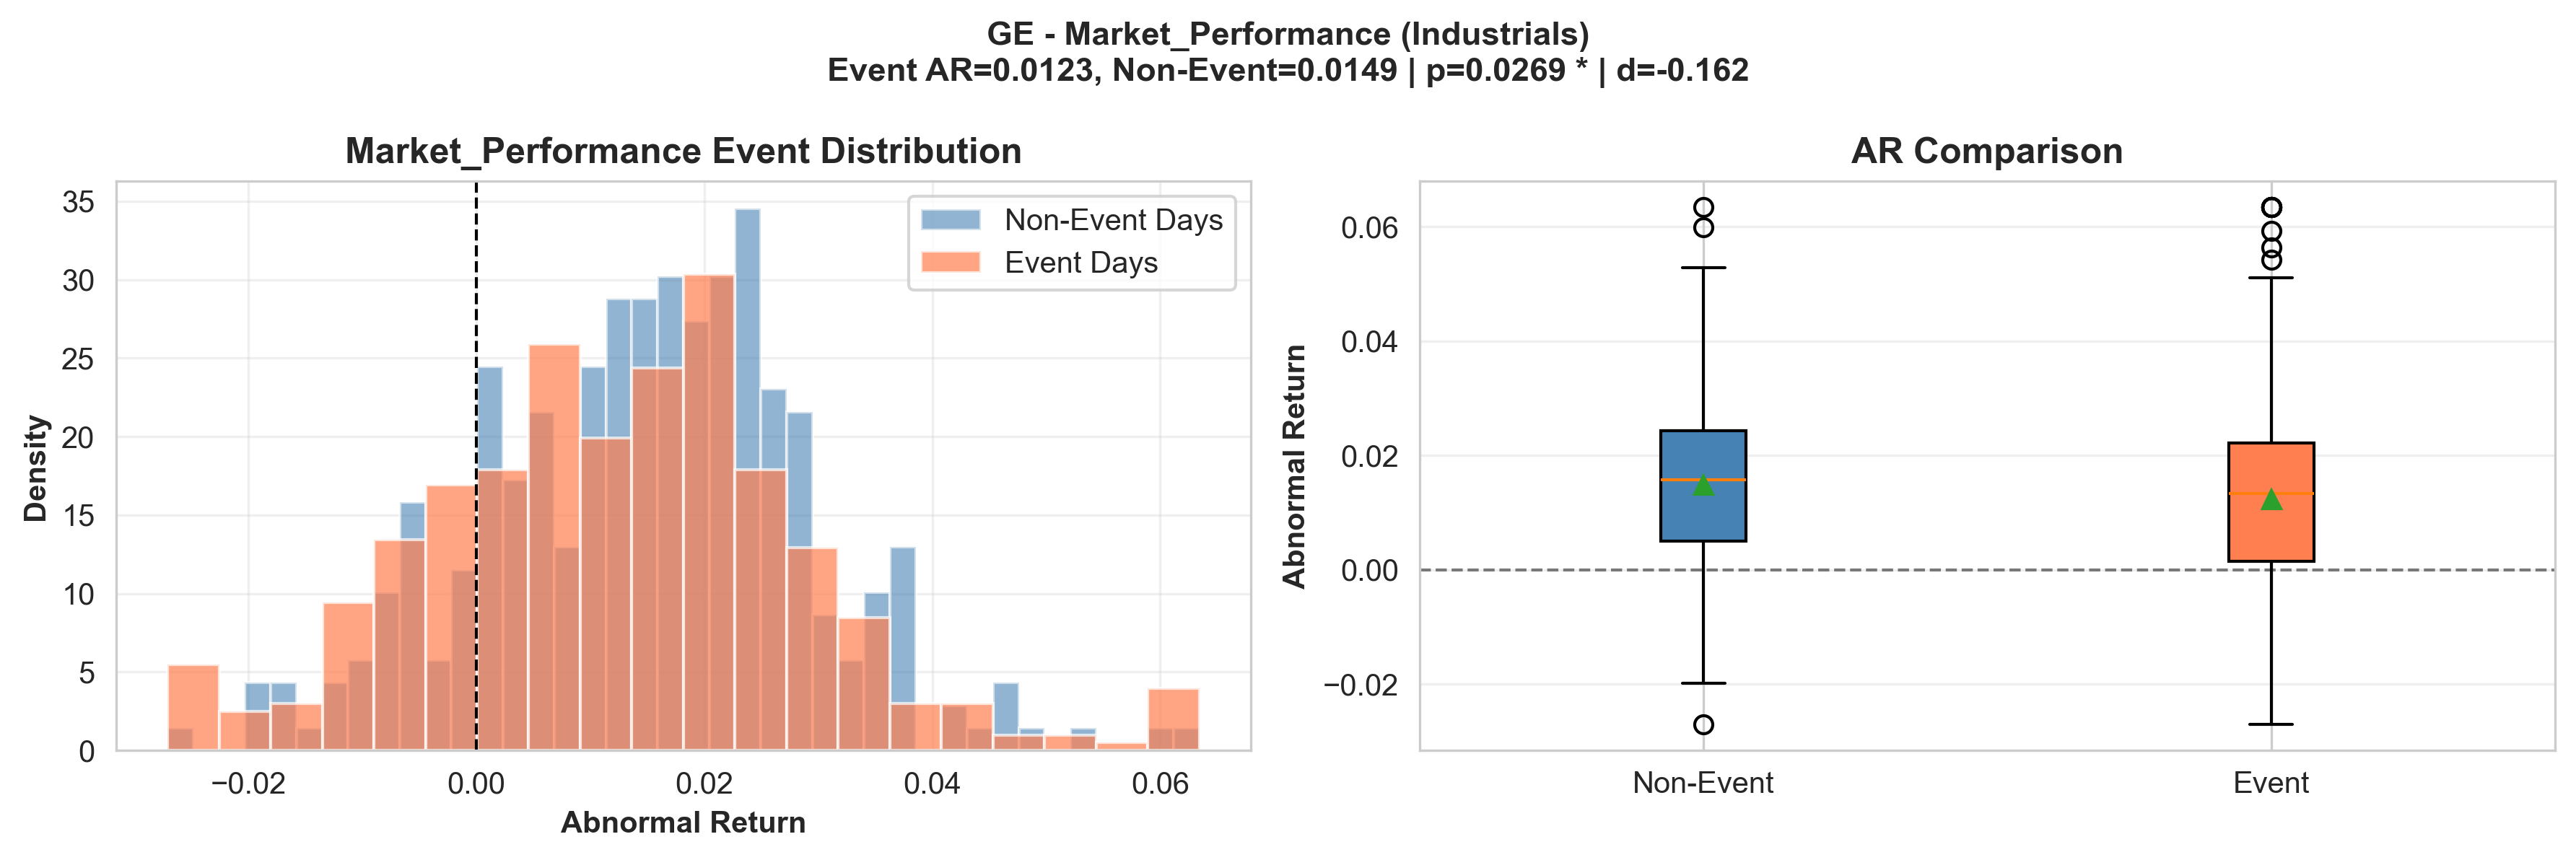 GE - Market_Performance (Industrials)
Event AR=0.0123, Non-Event=0.0149 | p=0.0269 * | d=-0.162
Market_Performance Event Distribution
35
30
25
20
15
10
5
0
Density
Non-Event Days
Event Days
−0.02
0.00
0.02
0.04
0.06
Abnormal Return
AR Comparison
0.06
0.04
0.02
0.00
−0.02
Abnormal Return
Non-Event
Event